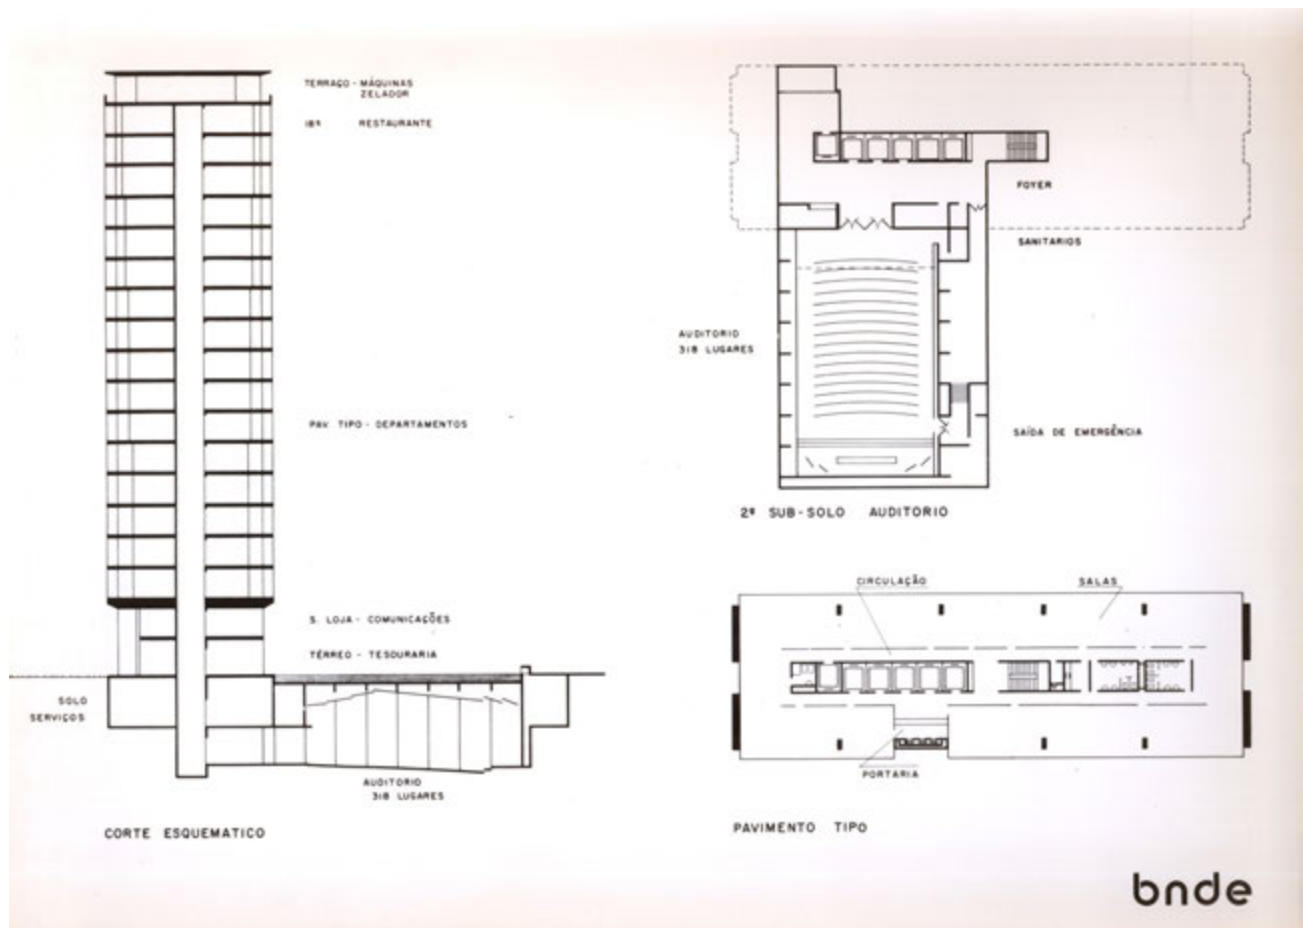 TERRAÇO - MÁQUINAS
ZELADOR
18º RESTAURANTE
PAV. TIPO - DEPARTAMENTOS
S. LOJA - COMUNICAÇÕES
TÉRREO - TESOURARIA
SOLO
SERVIÇOS
AUDITORIO
318 LUGARES
CORTE ESQUEMATICO
FOYER
SANITARIOS
AUDITORIO
318 LUGARES
SAÍDA DE EMERGÊNCIA
2º SUB-SOLO AUDITORIO
CIRCULAÇÃO
SALAS
PORTARIA
PAVIMENTO TIPO
bnde